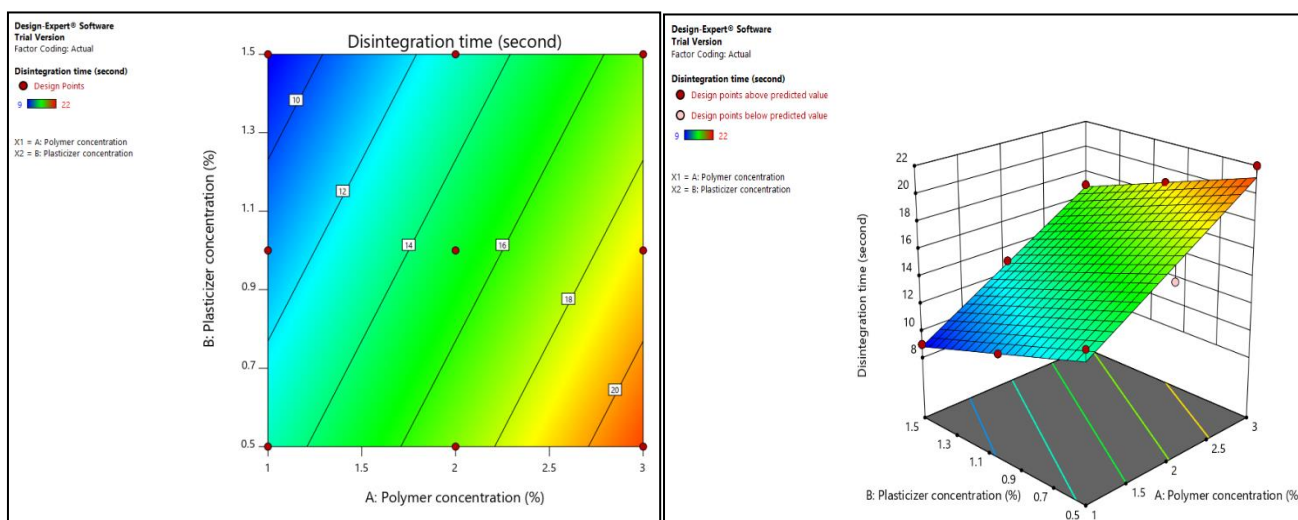 Design-Expert® Software
Trial Version
Factor Coding: Actual
Disintegration time (second)
Design Points
9 22
X1 = A: Polymer concentration
X2 = B: Plasticizer concentration
Disintegration time (second)
1.5
1.3
1.1
0.9
0.7
0.5
B: Plasticizer concentration (%)
10
12
14
16
18
20
1 1.5 2 2.5 3
A: Polymer concentration (%)
Design-Expert® Software
Trial Version
Factor Coding: Actual
Disintegration time (second)
Design points above predicted value
Design points below predicted value
9 22
X1 = A: Polymer concentration
X2 = B: Plasticizer concentration
Disintegration time (second)
22
20
18
16
14
12
10
8
1.5
1.3
1.1
0.9
0.7
0.5
B: Plasticizer concentration (%)
3
2.5
2
1.5
1
A: Polymer concentration (%